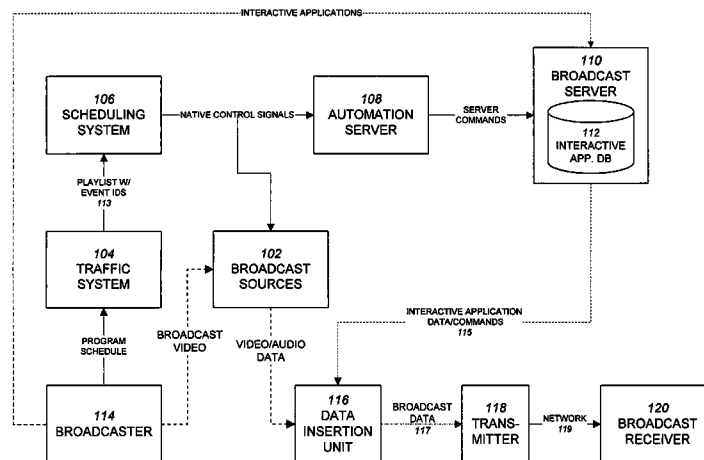 INTERACTIVE APPLICATIONS
106
SCHEDULING
SYSTEM
NATIVE CONTROL SIGNALS
108
AUTOMATION
SERVER
SERVER
COMMANDS
110
BROADCAST
SERVER
112
INTERACTIVE
APP. DB
PLAYLIST W/
EVENT IDS
113
104
TRAFFIC
SYSTEM
102
BROADCAST
SOURCES
PROGRAM
SCHEDULE
BROADCAST
VIDEO
VIDEO/AUDIO
DATA
INTERACTIVE APPLICATION
DATA/COMMANDS
115
114
BROADCASTER
116
DATA
INSERTION
UNIT
BROADCAST
DATA
117
118
TRANS-
MITTER
NETWORK
119
120
BROADCAST
RECEIVER